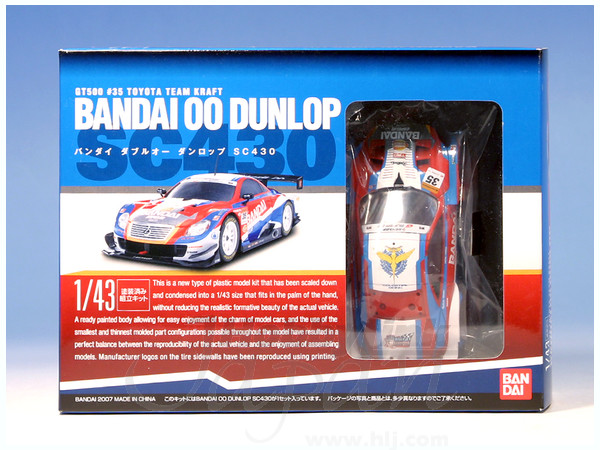 GT500 #35 TOYOTA TEAM KRAFT
BANDAI 00 DUNLOP
SC430
バンダイ ダブルオー ダンロップ SC430
BANDAI
35
BANDAI
1/43 塗装済み
組立キット
This is a new type of plastic model kit that has been scaled down
and condensed into a 1/43 size that fits in the palm of the hand,
without reducing the realistic formative beauty of the actual vehicle.
A ready painted body allowing for easy enjoyment of the charm of model cars, and the use of the
smallest and thinnest molded part configurations possible throughout the model have resulted in a
perfect balance between the reproducibility of the actual vehicle and the enjoyment of assembling
models. Manufacturer logos on the tire sidewalls have been reproduced using printing.
BAN
DAI
BANDAI 2007 MADE IN CHINA
このキットにはBANDAI 00 DUNLOP SC430が1セット入っています。
パッケージの写真と商品とは、多少異なりますのでご了承ください。
1/43
Japan
www.hlj.com